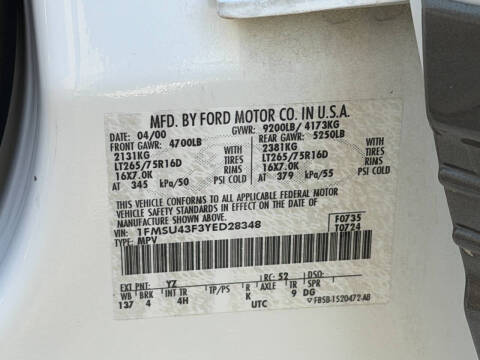 MFD. BY FORD MOTOR CO. IN U.S.A.
DATE: 04/00 GVWR: 9200LB/ 4173KG
FRONT GAWR: 4700LB REAR GAWR: 5250LB
2131KG WITH 2381KG WITH
LT265/75R16D TIRES LT265/75R16D TIRES
16X7.0K RIMS 16X7.0K RIMS
AT 345 kPa/50 PSI COLD AT 379 kPa/55 PSI COLD
THIS VEHICLE CONFORMS TO ALL APPLICABLE FEDERAL MOTOR
VEHICLE SAFETY STANDARDS IN EFFECT ON THE DATE OF
MANUFACTURE SHOWN ABOVE.
VIN: 1FMSU43F3YED28348 F0735
TYPE: MPV T0724
EXT PNT: YZ RC: 52 DSO:
WB BRK INT TR TP/PS R AXLE TR SPR
137 4 4H K 9 DG
UTC F85B-1520472-AB